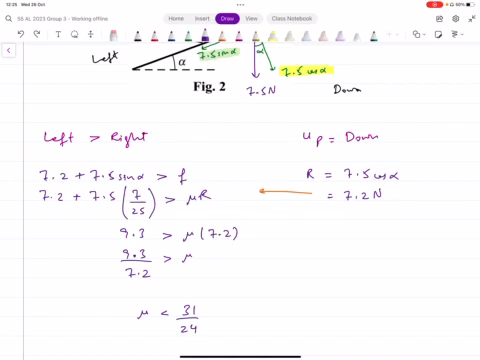 12:25 Thu 26 Oct
50%
SS AL 2023 Group 3 - Working offline
Home Insert Draw View Class Notebook
Left
7.5 sin α
α
α
7.5 cos α
Fig. 2
7.5N
Down
Left > Right
Up = Down
7.2 + 7.5 sin α > f
R = 7.5 cos α
7.2 + 7.5 (7/25) > μR
= 7.2 N
9.3 > μ (7.2)
9.3/7.2 > μ
μ < 31/24